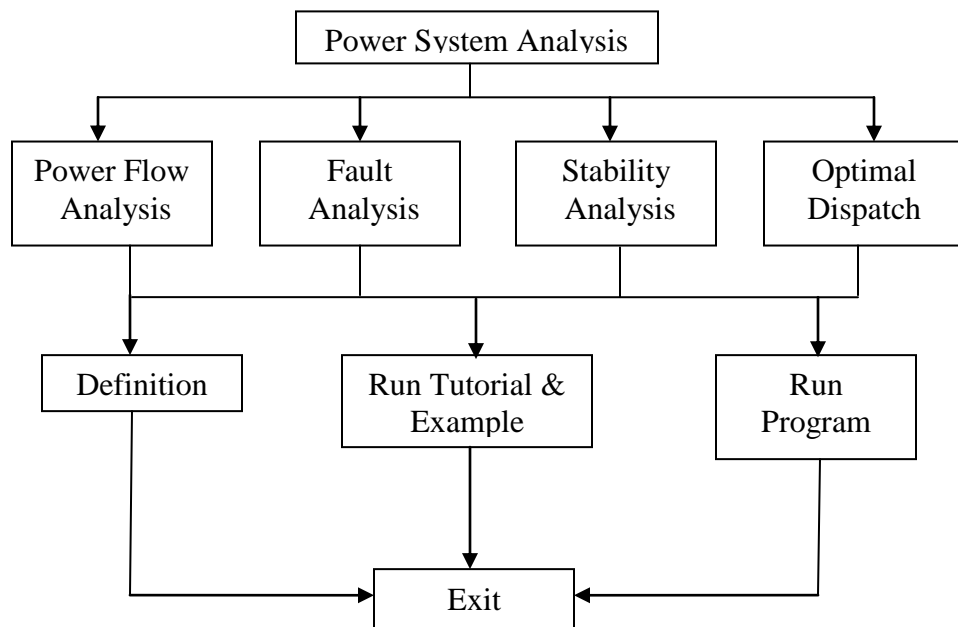 Power System Analysis
Power Flow
Analysis
Fault
Analysis
Stability
Analysis
Optimal
Dispatch
Definition
Run Tutorial &
Example
Run
Program
Exit